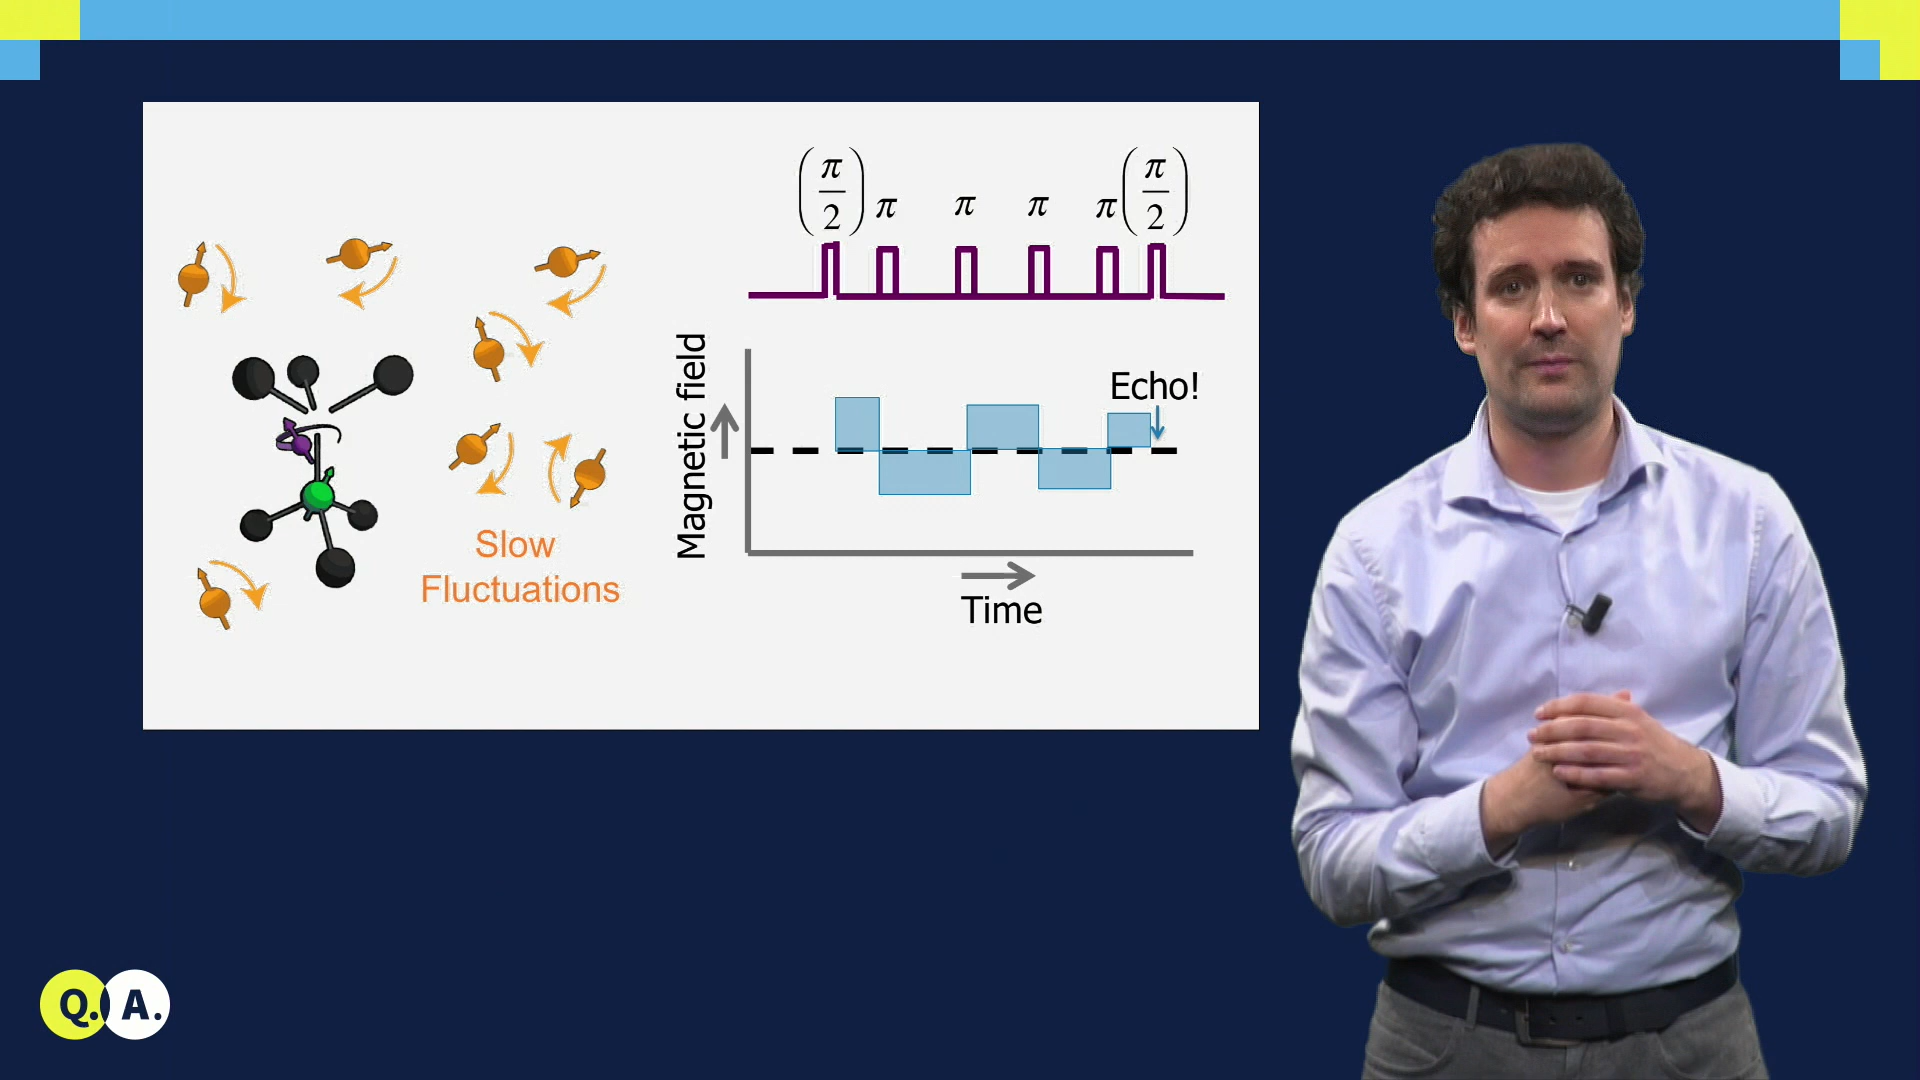 (π/2) π π π π (π/2)
Magnetic field
Echo!
Slow
Fluctuations
Time
Q. A.